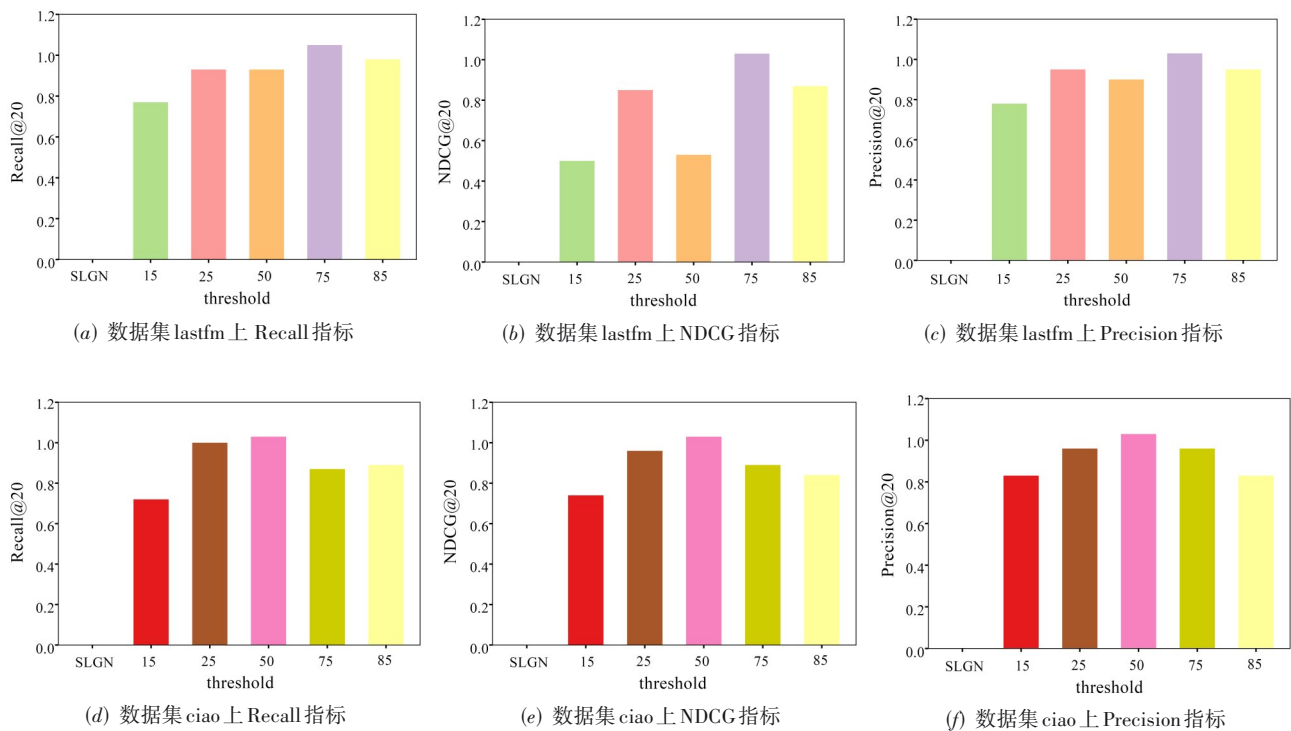 1.2
1.0
0.8
0.6
0.4
0.2
0.0
Recall@20
SLGN 15 25 50 75 85
threshold
(a) 数据集lastfm上 Recall指标
1.2
1.0
0.8
0.6
0.4
0.2
0.0
NDCG@20
SLGN 15 25 50 75 85
threshold
(b) 数据集lastfm上NDCG指标
1.2
1.0
0.8
0.6
0.4
0.2
0.0
Precision@20
SLGN 15 25 50 75 85
threshold
(c) 数据集lastfm上Precision指标
1.2
1.0
0.8
0.6
0.4
0.2
0.0
Recall@20
SLGN 15 25 50 75 85
threshold
(d) 数据集ciao上Recall指标
1.2
1.0
0.8
0.6
0.4
0.2
0.0
NDCG@20
SLGN 15 25 50 75 85
threshold
(e) 数据集ciao上NDCG指标
1.2
1.0
0.8
0.6
0.4
0.2
0.0
Precision@20
SLGN 15 25 50 75 85
threshold
(f) 数据集ciao上Precision指标